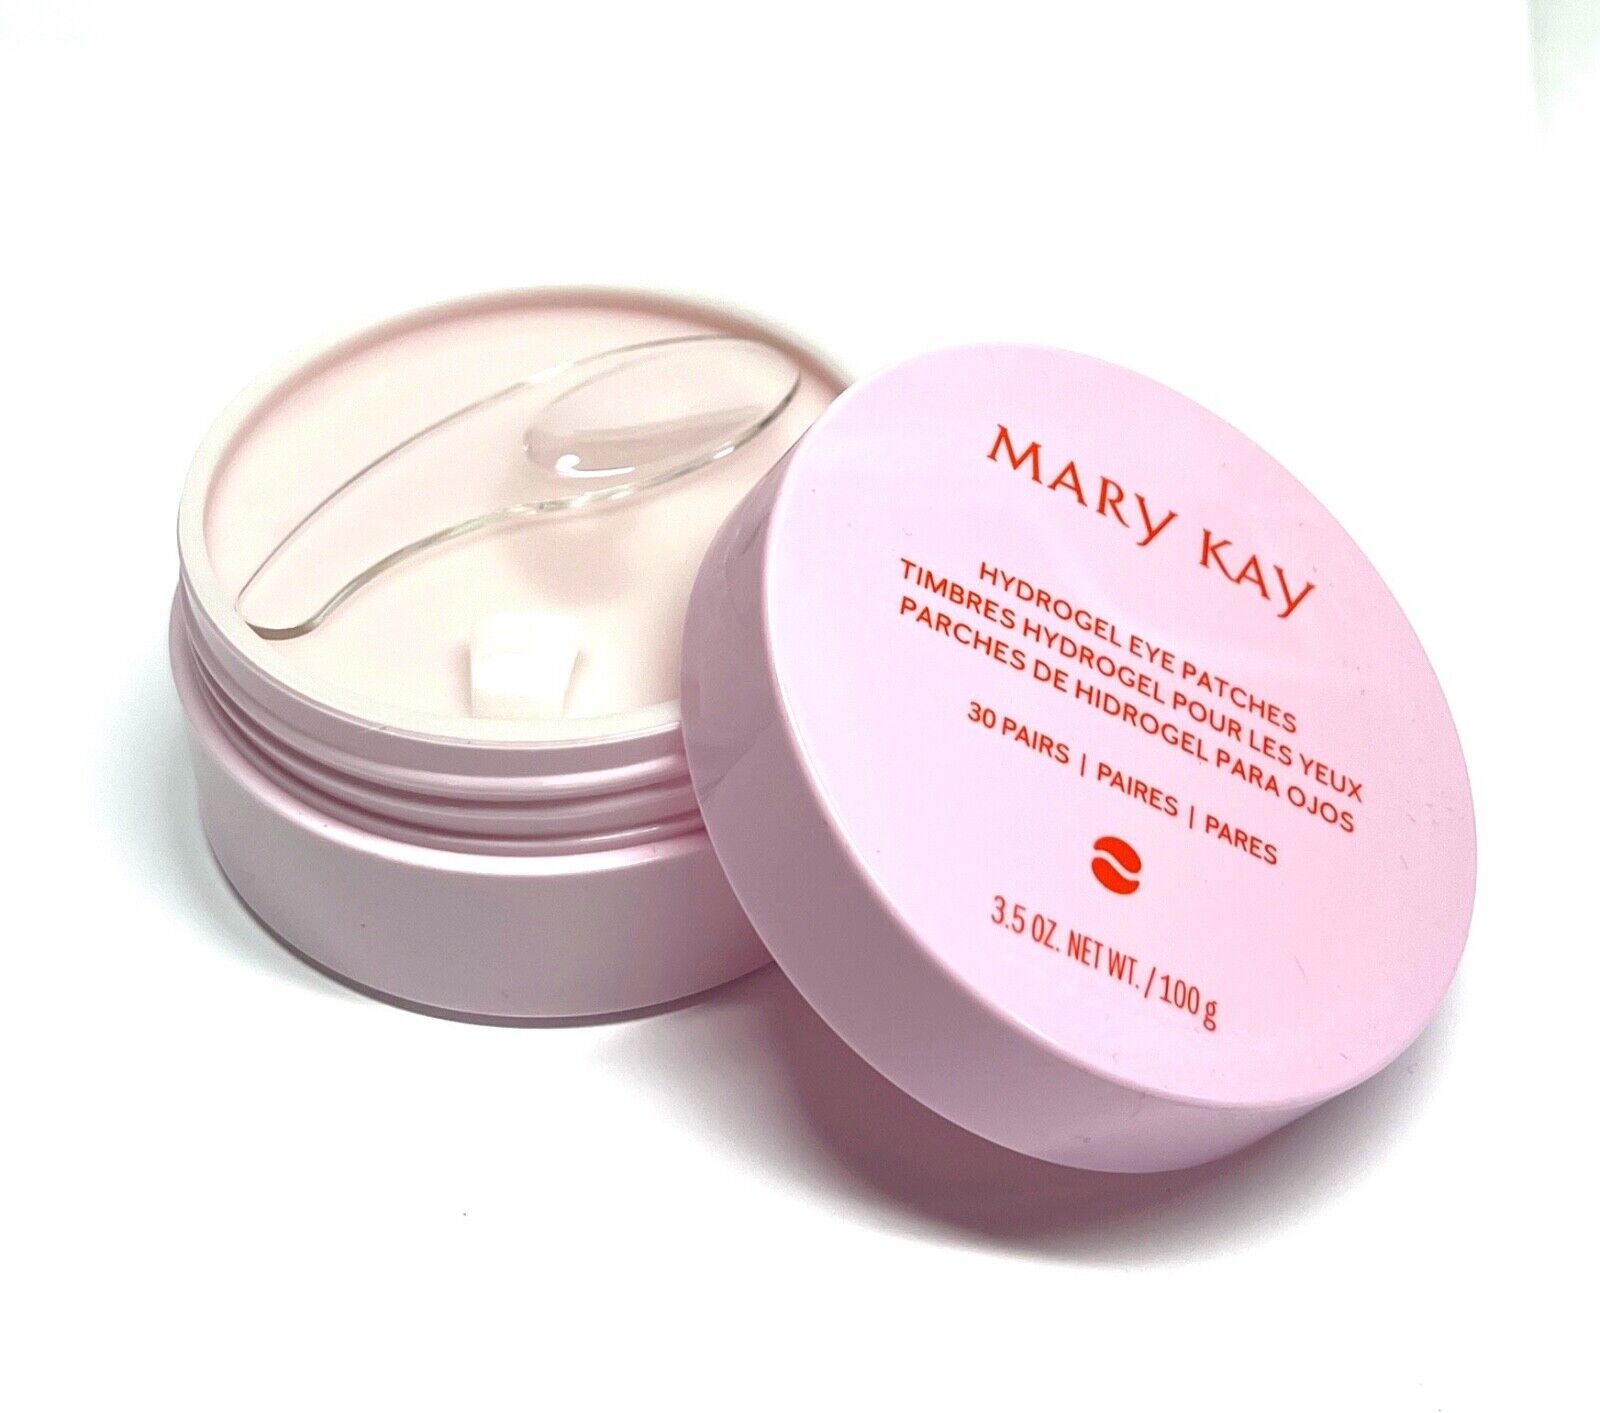 MARY KAY
HYDROGEL EYE PATCHES
TIMBRES HYDROGEL POUR LES YEUX
PARCHES DE HIDROGEL PARA OJOS
30 PAIRS | PAIRES | PARES
3.5 OZ. NET WT. / 100 g